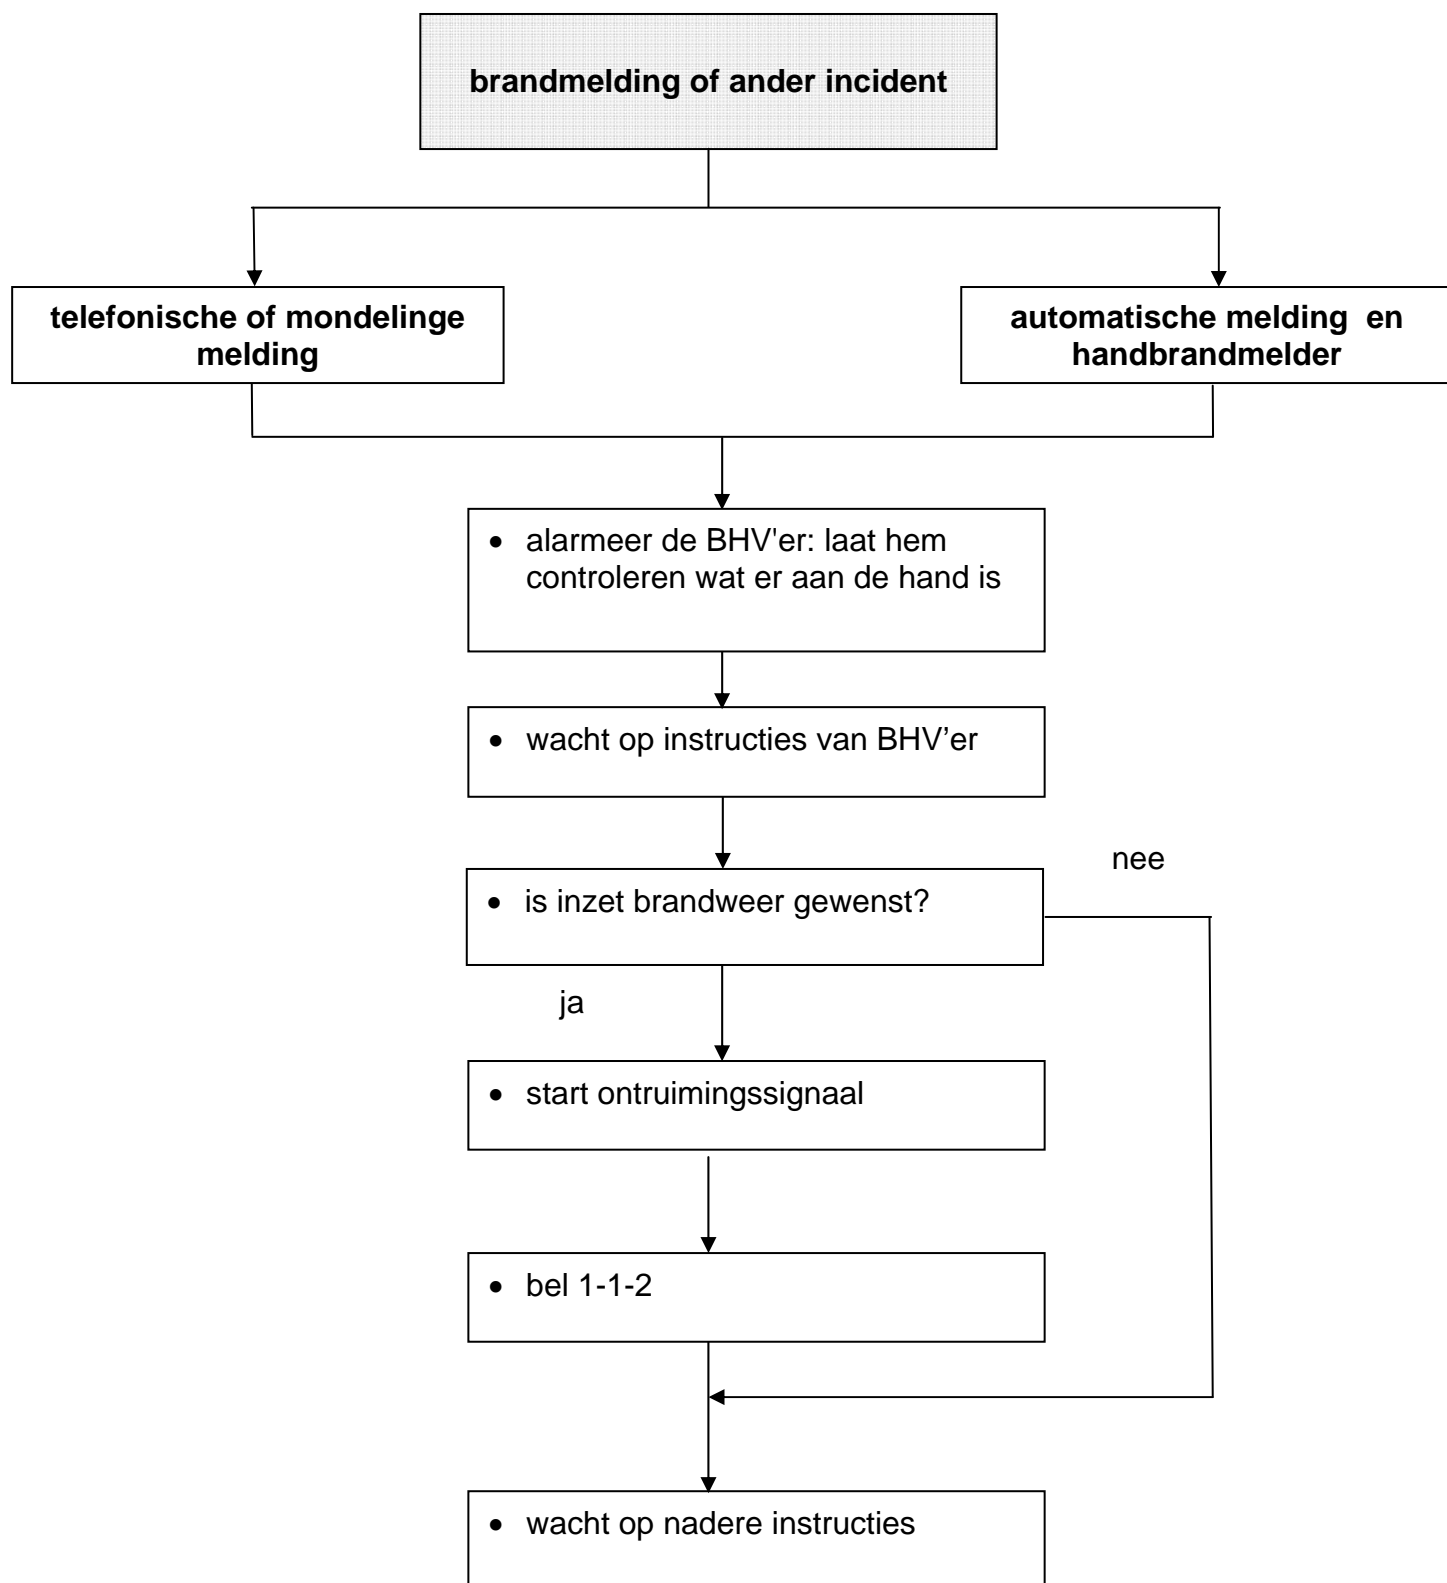 brandmelding of ander incident
telefonische of mondelinge
melding
automatische melding en
handbrandmelder
• alarmeer de BHV'er: laat hem
controleren wat er aan de hand is
• wacht op instructies van BHV’er
nee
• is inzet brandweer gewenst?
ja
• start ontruimingssignaal
• bel 1-1-2
• wacht op nadere instructies